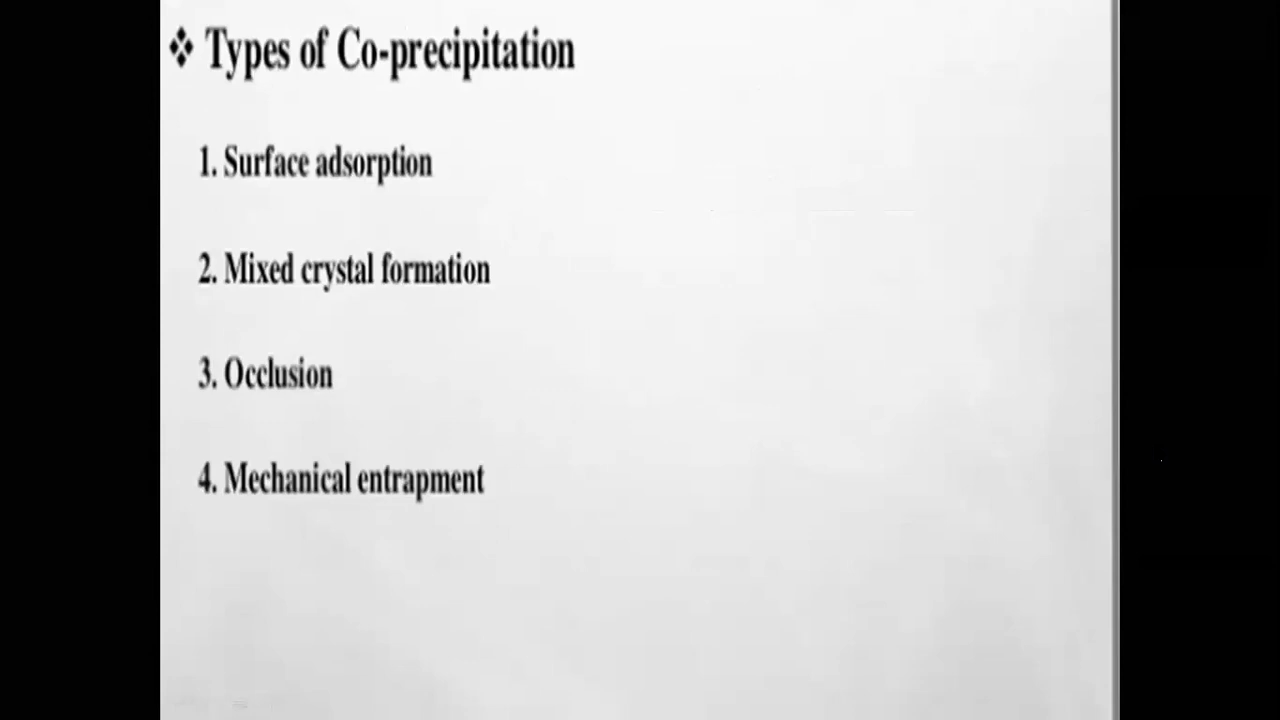 ❖ Types of Co-precipitation
1. Surface adsorption
2. Mixed crystal formation
3. Occlusion
4. Mechanical entrapment